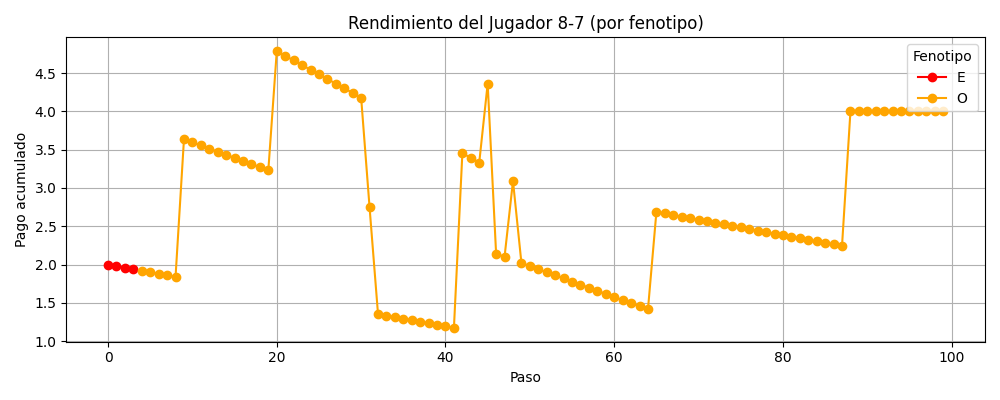 Rendimiento del Jugador 8-7 (por fenotipo)
Pago acumulado
4.5
4.0
3.5
3.0
2.5
2.0
1.5
1.0
Fenotipo
E
O
0 20 40 60 80 100
Paso